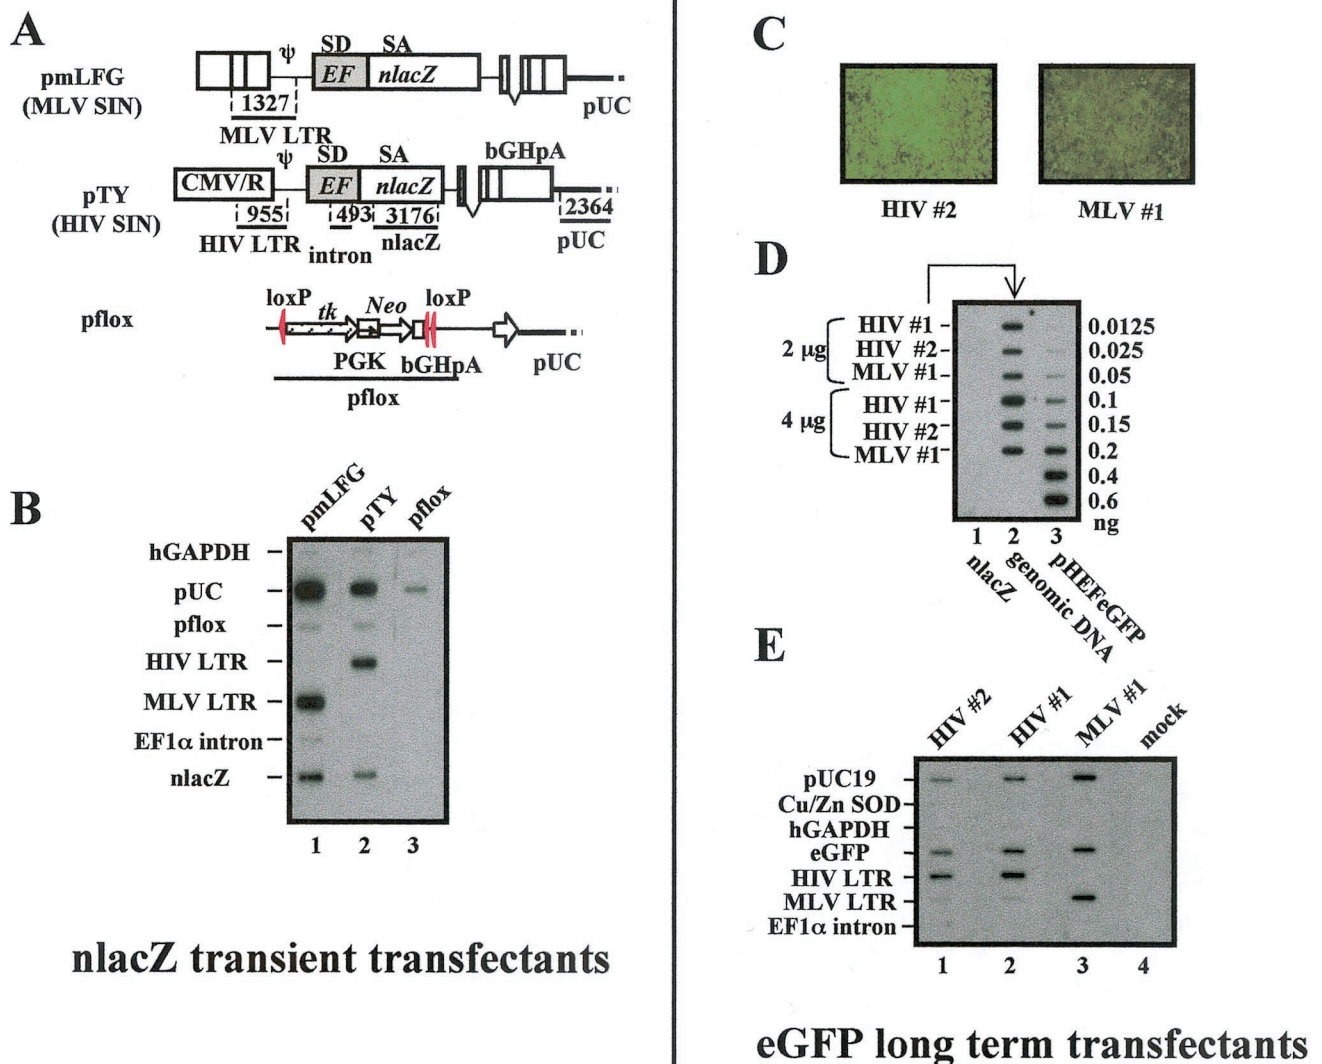 A
ψ SD SA
pmLFG EF nlacZ
(MLV SIN) 1327 pUC
MLV LTR
ψ SD SA bGHpA
pTY CMV/R EF nlacZ
(HIV SIN) 955 493 3176 2364
HIV LTR intron nlacZ pUC
loxP tk Neo loxP
pflox
PGK bGHpA pUC
pflox
B
pmLFG pTY pflox
hGAPDH
pUC
pflox
HIV LTR
MLV LTR
EF1α intron
nlacZ
1 2 3
nlacZ transient transfectants
C
HIV #2 MLV #1
D
2 μg HIV #1 0.0125
HIV #2 0.025
MLV #1 0.05
4 μg HIV #1 0.1
HIV #2 0.15
MLV #1 0.2
0.4
0.6
ng
1 2 3
nlacZ genomic DNA pHEFeGFP
E
HIV #2 HIV #1 MLV #1 mock
pUC19
Cu/Zn SOD
hGAPDH
eGFP
HIV LTR
MLV LTR
EF1α intron
1 2 3 4
eGFP long term transfectants